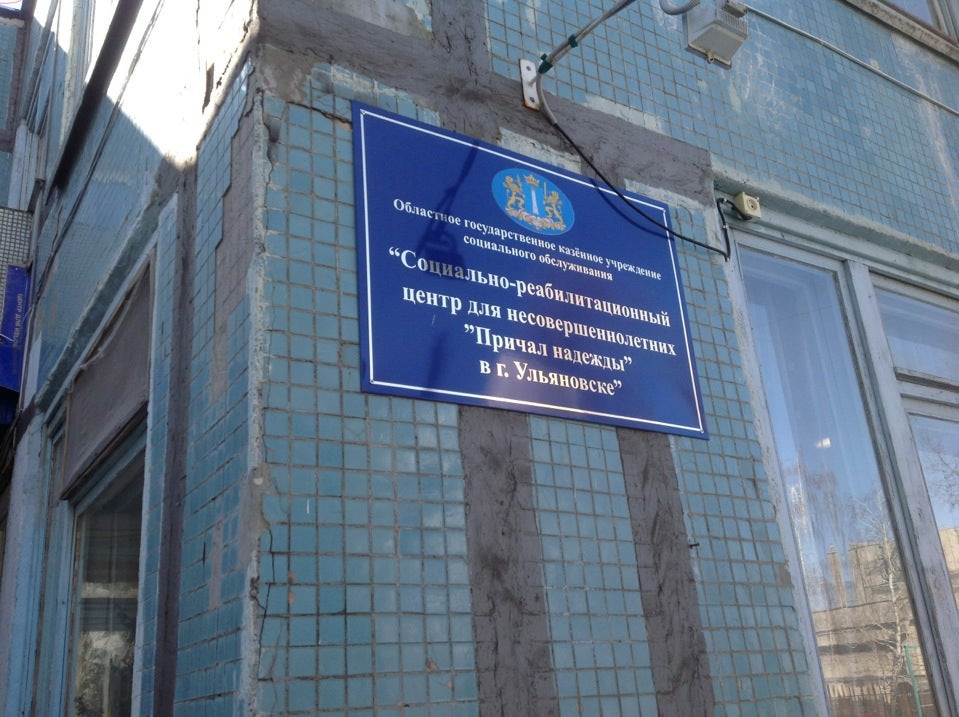 Областное государственное казённое учреждение
социального обслуживания
“Социально-реабилитационный
центр для несовершеннолетних
”Причал надежды”
в г. Ульяновске”